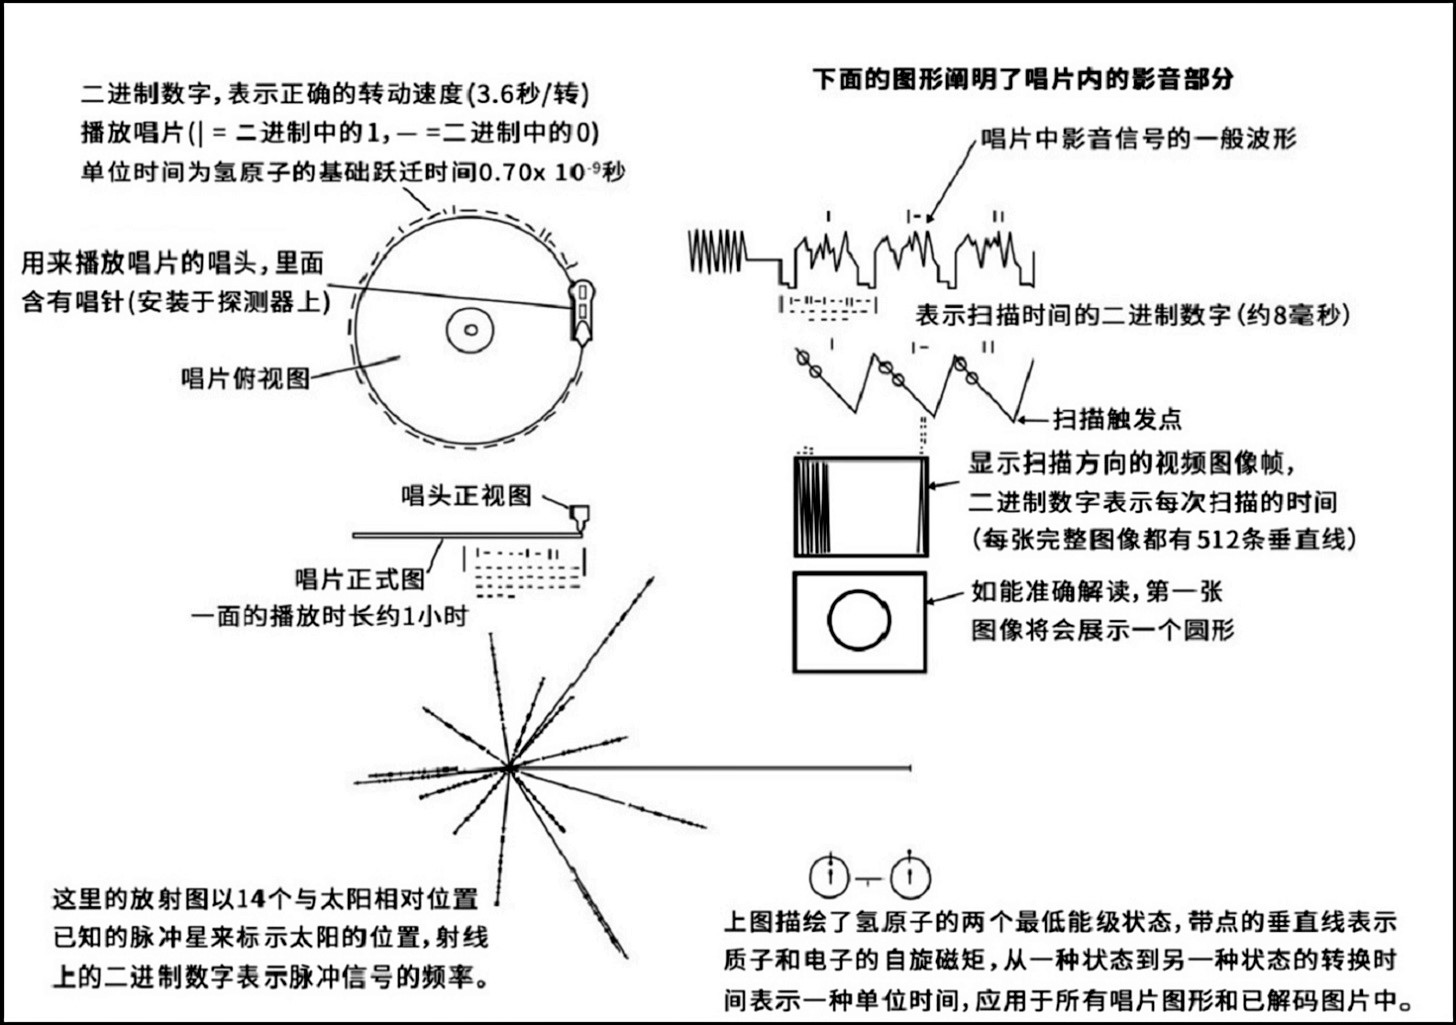 二进制数字，表示正确的转动速度(3.6秒/转)
播放唱片(| = 二进制中的1，— =二进制中的0)
单位时间为氢原子的基础跃迁时间0.70x 10⁻⁹秒
用来播放唱片的唱头，里面
含有唱针(安装于探测器上)
唱片俯视图
唱头正视图
唱片正式图
一面的播放时长约1小时
下面的图形阐明了唱片内的影音部分
唱片中影音信号的一般波形
表示扫描时间的二进制数字(约8毫秒)
扫描触发点
显示扫描方向的视频图像帧，
二进制数字表示每次扫描的时间
(每张完整图像都有512条垂直线)
如能准确解读，第一张
图像将会展示一个圆形
这里的放射图以14个与太阳相对位置
已知的脉冲星来标示太阳的位置，射线
上的二进制数字表示脉冲信号的频率。
上图描绘了氢原子的两个最低能级状态，带点的垂直线表示
质子和电子的自旋磁矩，从一种状态到另一种状态的转换时
间表示一种单位时间，应用于所有唱片图形和已解码图片中。